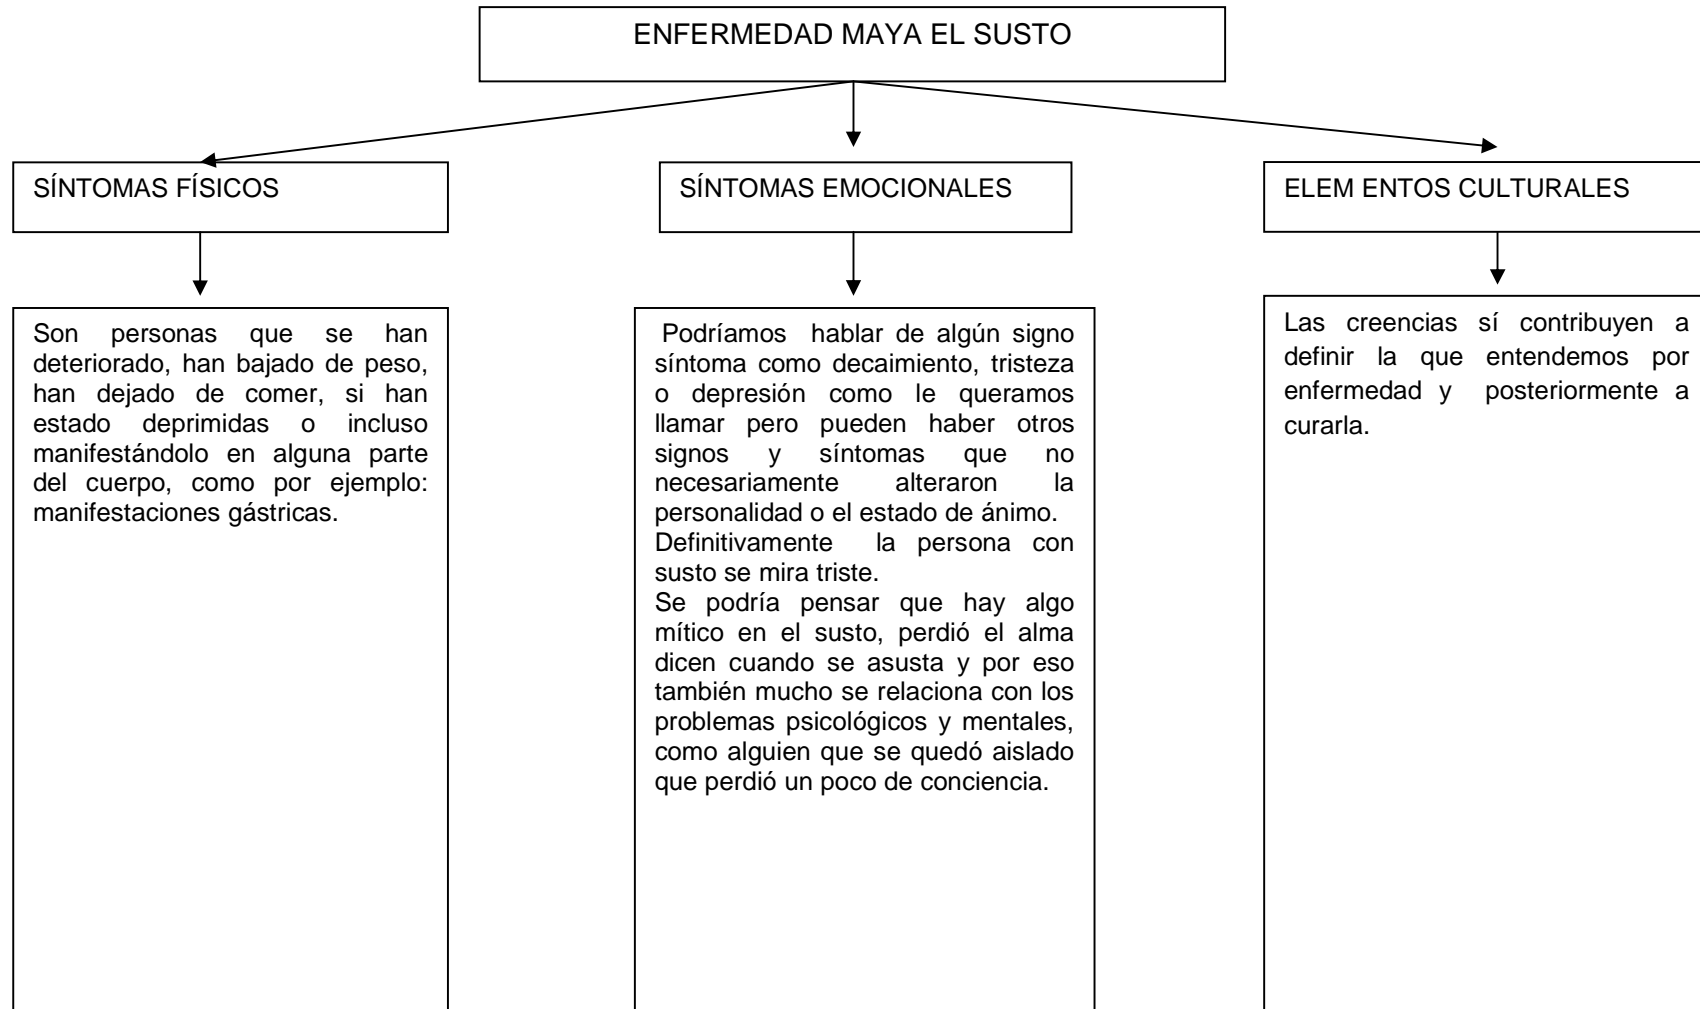 ENFERMEDAD MAYA EL SUSTO
SÍNTOMAS FÍSICOS
SÍNTOMAS EMOCIONALES
ELEM ENTOS CULTURALES
Son personas que se han
deteriorado, han bajado de peso,
han dejado de comer, si han
estado deprimidas o incluso
manifestándolo en alguna parte
del cuerpo, como por ejemplo:
manifestaciones gástricas.
Podríamos hablar de algún signo
síntoma como decaimiento, tristeza
o depresión como le queramos
llamar pero pueden haber otros
signos y síntomas que no
necesariamente alteraron la
personalidad o el estado de ánimo.
Definitivamente la persona con
susto se mira triste.
Se podría pensar que hay algo
mítico en el susto, perdió el alma
dicen cuando se asusta y por eso
también mucho se relaciona con los
problemas psicológicos y mentales,
como alguien que se quedó aislado
que perdió un poco de conciencia.
Las creencias sí contribuyen a
definir la que entendemos por
enfermedad y posteriormente a
curarla.